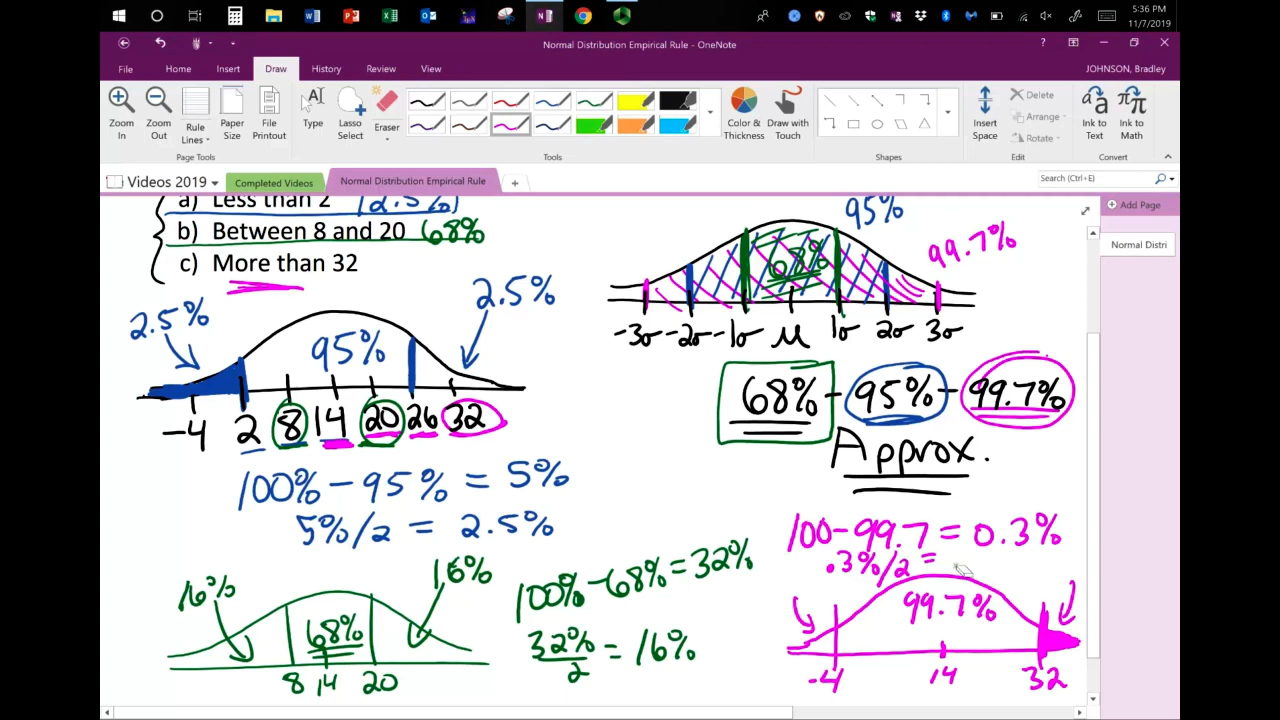 5:36 PM
11/7/2019
Normal Distribution Empirical Rule - OneNote
?
File
Home
Insert
Draw
History
Review
View
JOHNSON, Bradley
Zoom In
Zoom Out
Rule Lines
Paper Size
File Printout
Type
Lasso Select
Eraser
Color & Thickness
Draw with Touch
Insert Space
Delete
Arrange
Rotate
Ink to Text
Ink to Math
Page Tools
Tools
Shapes
Edit
Convert
Videos 2019
Completed Videos
Normal Distribution Empirical Rule
Search (Ctrl+E)
Add Page
Normal Distri
a) Less than 2 (2.5%)
b) Between 8 and 20 68%
c) More than 32
95%
99.7%
68%
-3σ -2σ -1σ μ 1σ 2σ 3σ
2.5%
2.5%
95%
-4 2 8 14 20 26 32
68% - 95% - 99.7%
Approx.
100% - 95% = 5%
5%/2 = 2.5%
100 - 99.7 = 0.3%
.3%/2 =
99.7%
-4 14 32
16%
16%
68%
8 14 20
100% - 68% = 32%
32%
2
= 16%